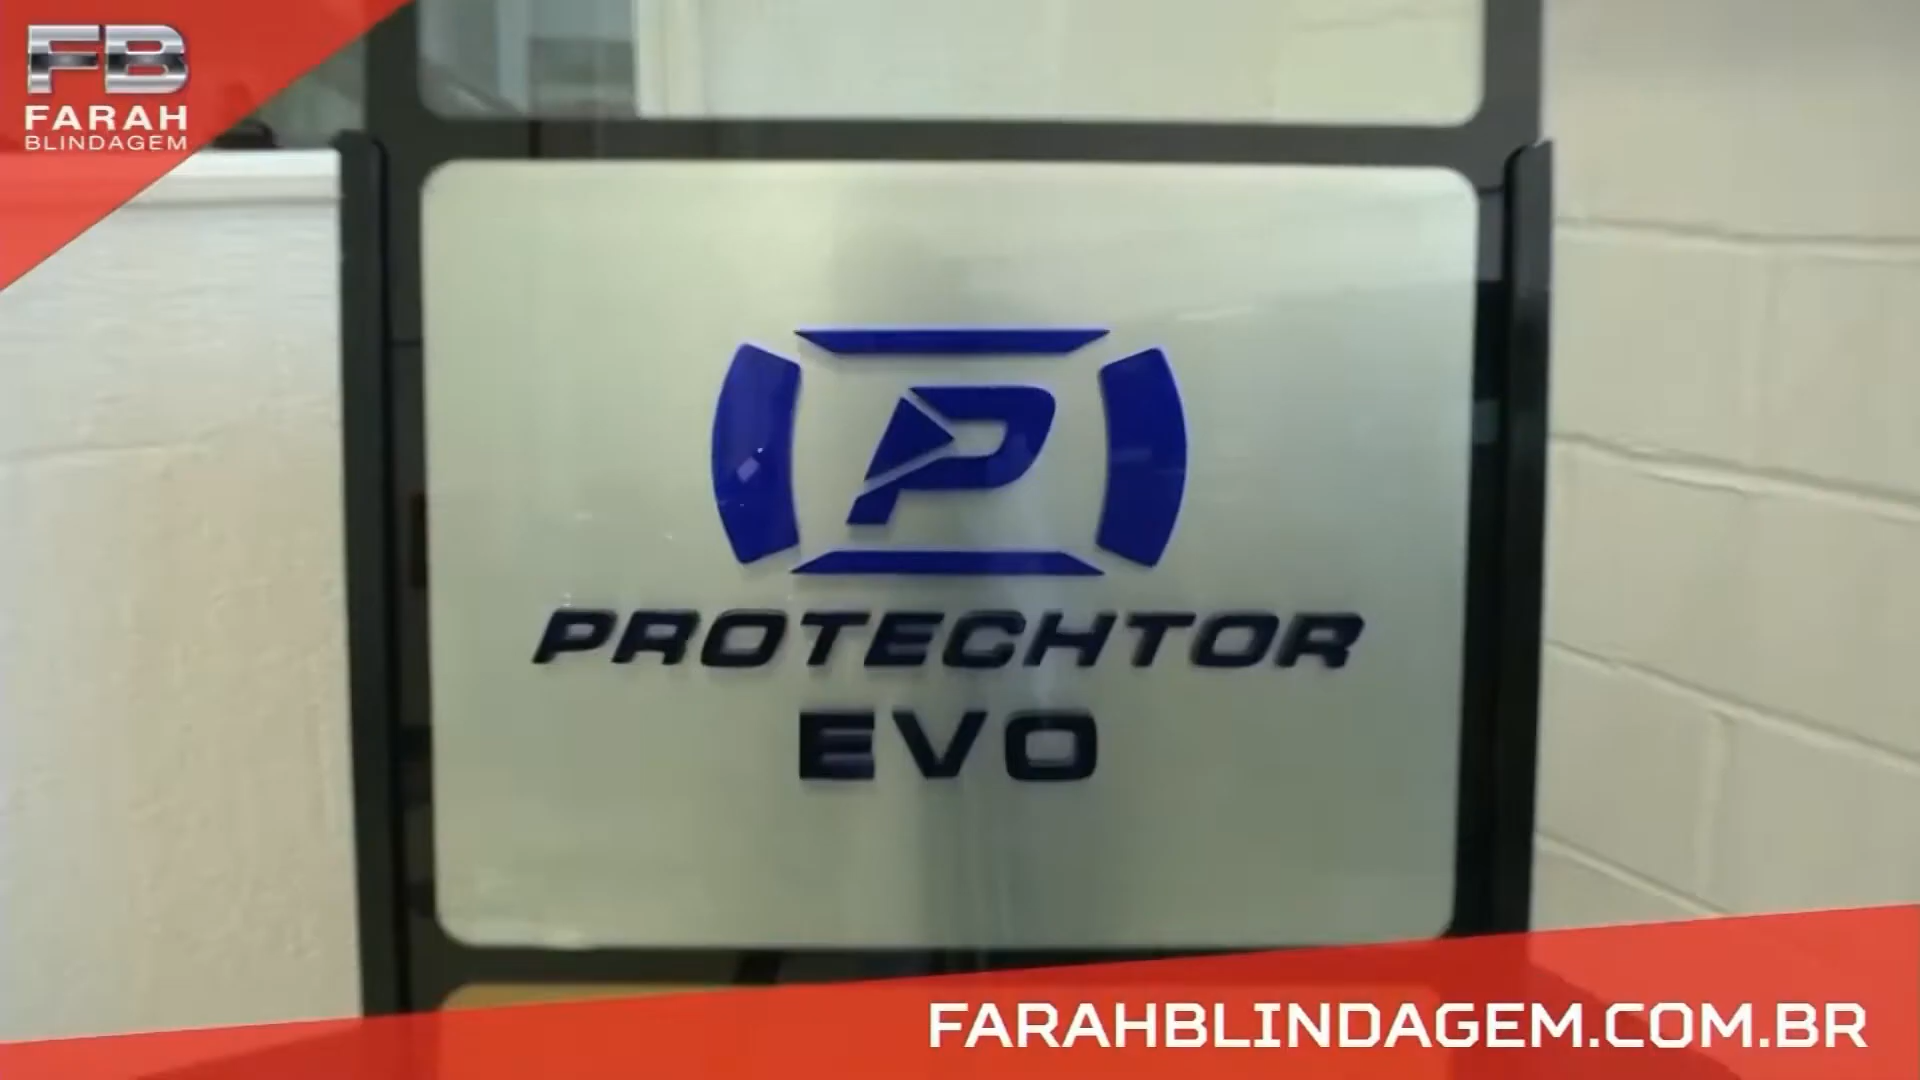 FB
FARAH
BLINDAGEM
P
PROTECHTOR
EVO
FARAHBLINDAGEM.COM.BR